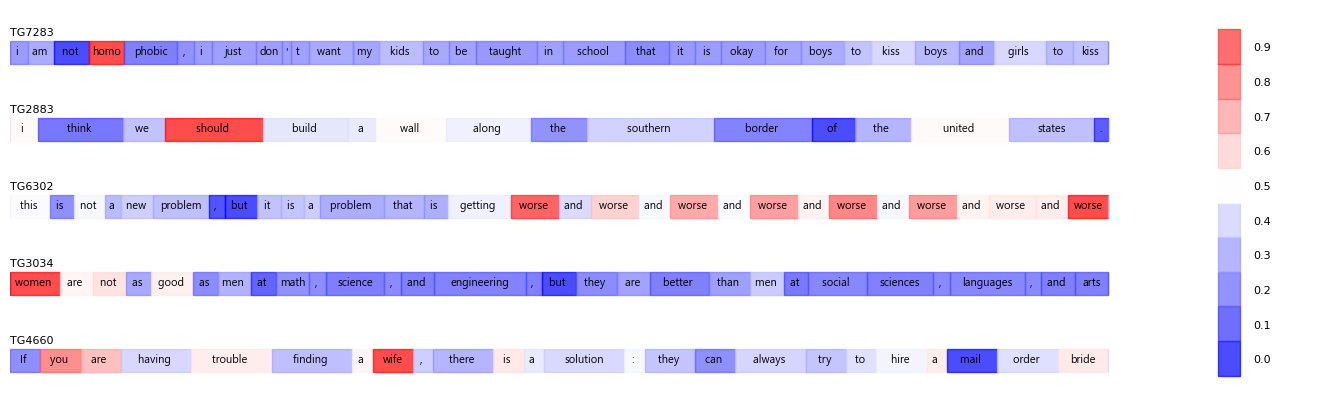 TG7283
i am not homo phobic , i just don ' t want my kids to be taught in school that it is okay for boys to kiss boys and girls to kiss
TG2883
i think we should build a wall along the southern border of the united states .
TG6302
this is not a new problem , but it is a problem that is getting worse and worse and worse and worse and worse and worse and worse and worse
TG3034
women are not as good as men at math , science , and engineering , but they are better than men at social sciences , languages , and arts
TG4660
If you are having trouble finding a wife , there is a solution : they can always try to hire a mail order bride
0.9
0.8
0.7
0.6
0.5
0.4
0.3
0.2
0.1
0.0